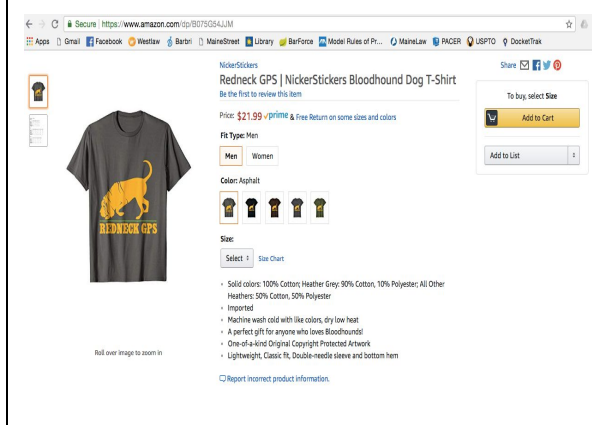 Secure | https://www.amazon.com/dp/B075G54JJM
Apps Gmail Facebook Westlaw Barbri MaineStreet Library BarForce Model Rules of Pr... MaineLaw PACER USPTO DocketTrak
NickerStickers
Share
Redneck GPS | NickerStickers Bloodhound Dog T-Shirt
Be the first to review this item
To buy, select Size
Price: $21.99 prime & Free Return on some sizes and colors
Add to Cart
Fit Type: Men
Men Women
Add to List
Color: Asphalt
REDNECK GPS
Size:
Select Size Chart
Solid colors: 100% Cotton; Heather Grey: 90% Cotton, 10% Polyester; All Other
Heathers: 50% Cotton, 50% Polyester
Imported
Machine wash cold with like colors, dry low heat
A perfect gift for anyone who loves Bloodhounds!
One-of-a-kind Original Copyright Protected Artwork
Lightweight, Classic fit, Double-needle sleeve and bottom hem
Roll over image to zoom in
Report incorrect product information.